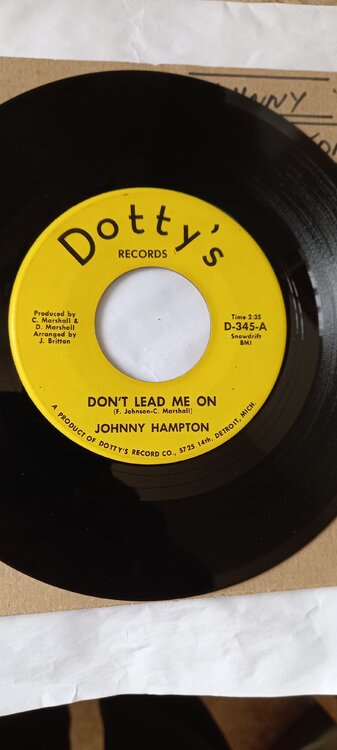 Dotty's
RECORDS
Produced by
C. Marshall &
D. Marshall
Arranged by
J. Britton
Time 2:35
D-345-A
Snowdrift
BMI
DON'T LEAD ME ON
(F. Johnson-C. Marshall)
JOHNNY HAMPTON
A PRODUCT OF DOTTY'S RECORD CO., 5725 14th, DETROIT, MICH.